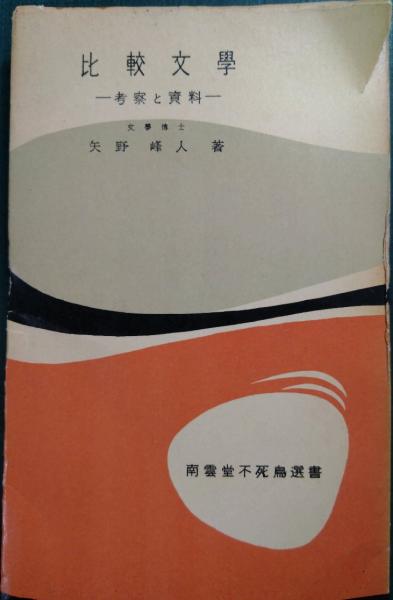 比較文學
―考察と資料―
文學博士
矢野峰人著
南雲堂不死鳥選書